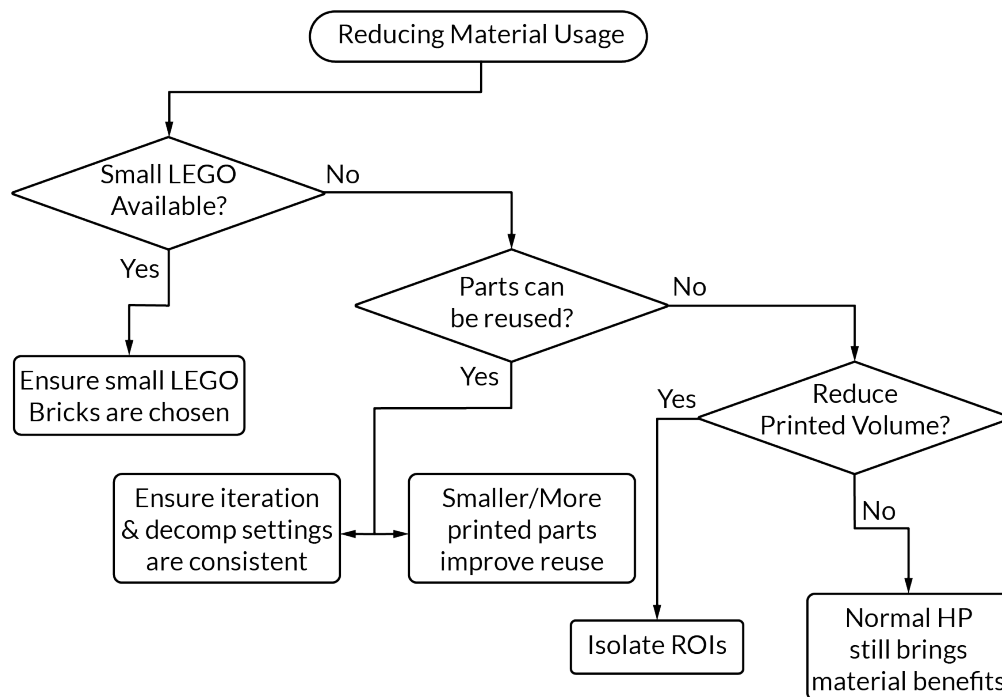 Reducing Material Usage
Small LEGO
Available?
No
Yes
Ensure small LEGO
Bricks are chosen
Parts can
be reused?
No
Yes
Ensure iteration
& decomp settings
are consistent
Smaller/More
printed parts
improve reuse
Reduce
Printed Volume?
Yes
No
Isolate ROIs
Normal HP
still brings
material benefits